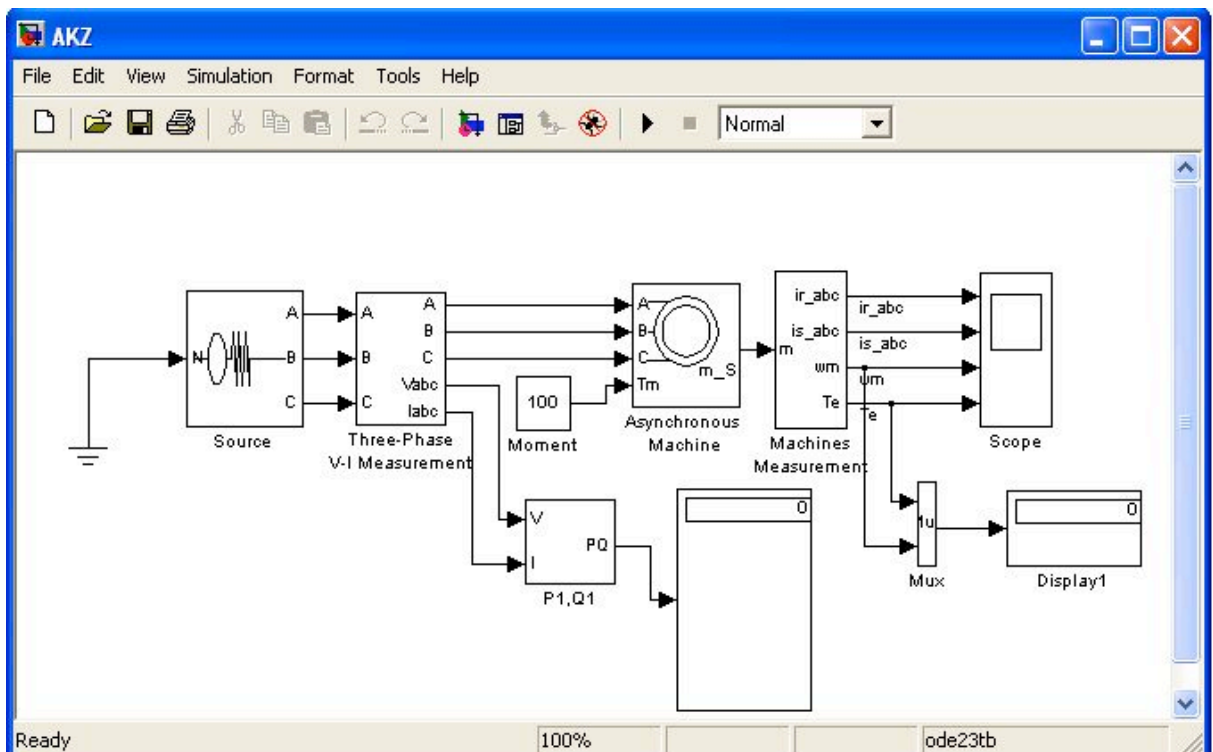 AKZ
File Edit View Simulation Format Tools Help
Normal
A
B
C
N
Source
A
B
C
A
B
C
Vabc
Iabc
Three-Phase
V-I Measurement
100
Moment
A
B
C
Tm
m_S
Asynchronous
Machine
m
ir_abc
is_abc
wm
Te
Machines
Measurement
ir_abc
is_abc
wm
Te
Scope
V
I
PQ
P1,Q1
0
Mux
0
Display1
Ready
100%
ode23tb